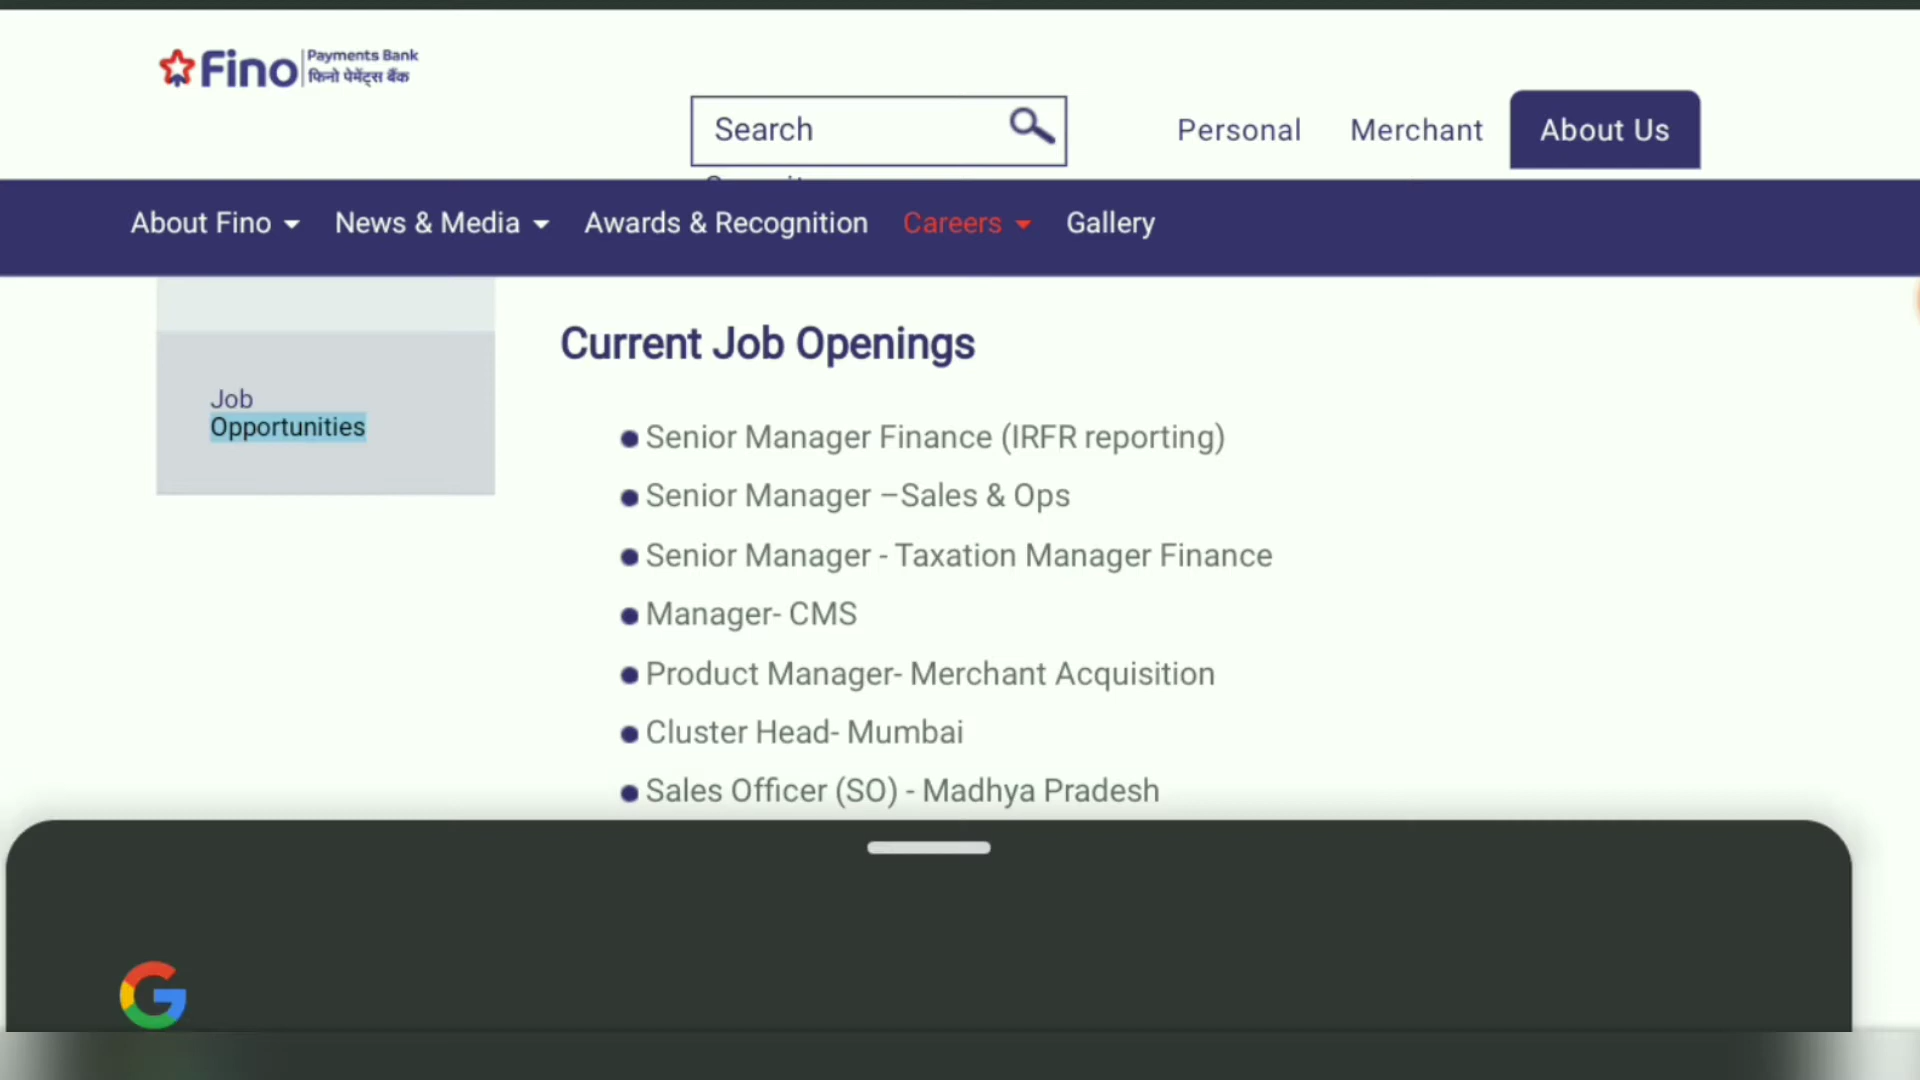 Fino Payments Bank
फिनो पेमेंट्स बैंक
Search
Personal
Merchant
About Us
About Fino
News & Media
Awards & Recognition
Careers
Gallery
Job
Opportunities
Current Job Openings
Senior Manager Finance (IRFR reporting)
Senior Manager –Sales & Ops
Senior Manager - Taxation Manager Finance
Manager- CMS
Product Manager- Merchant Acquisition
Cluster Head- Mumbai
Sales Officer (SO) - Madhya Pradesh